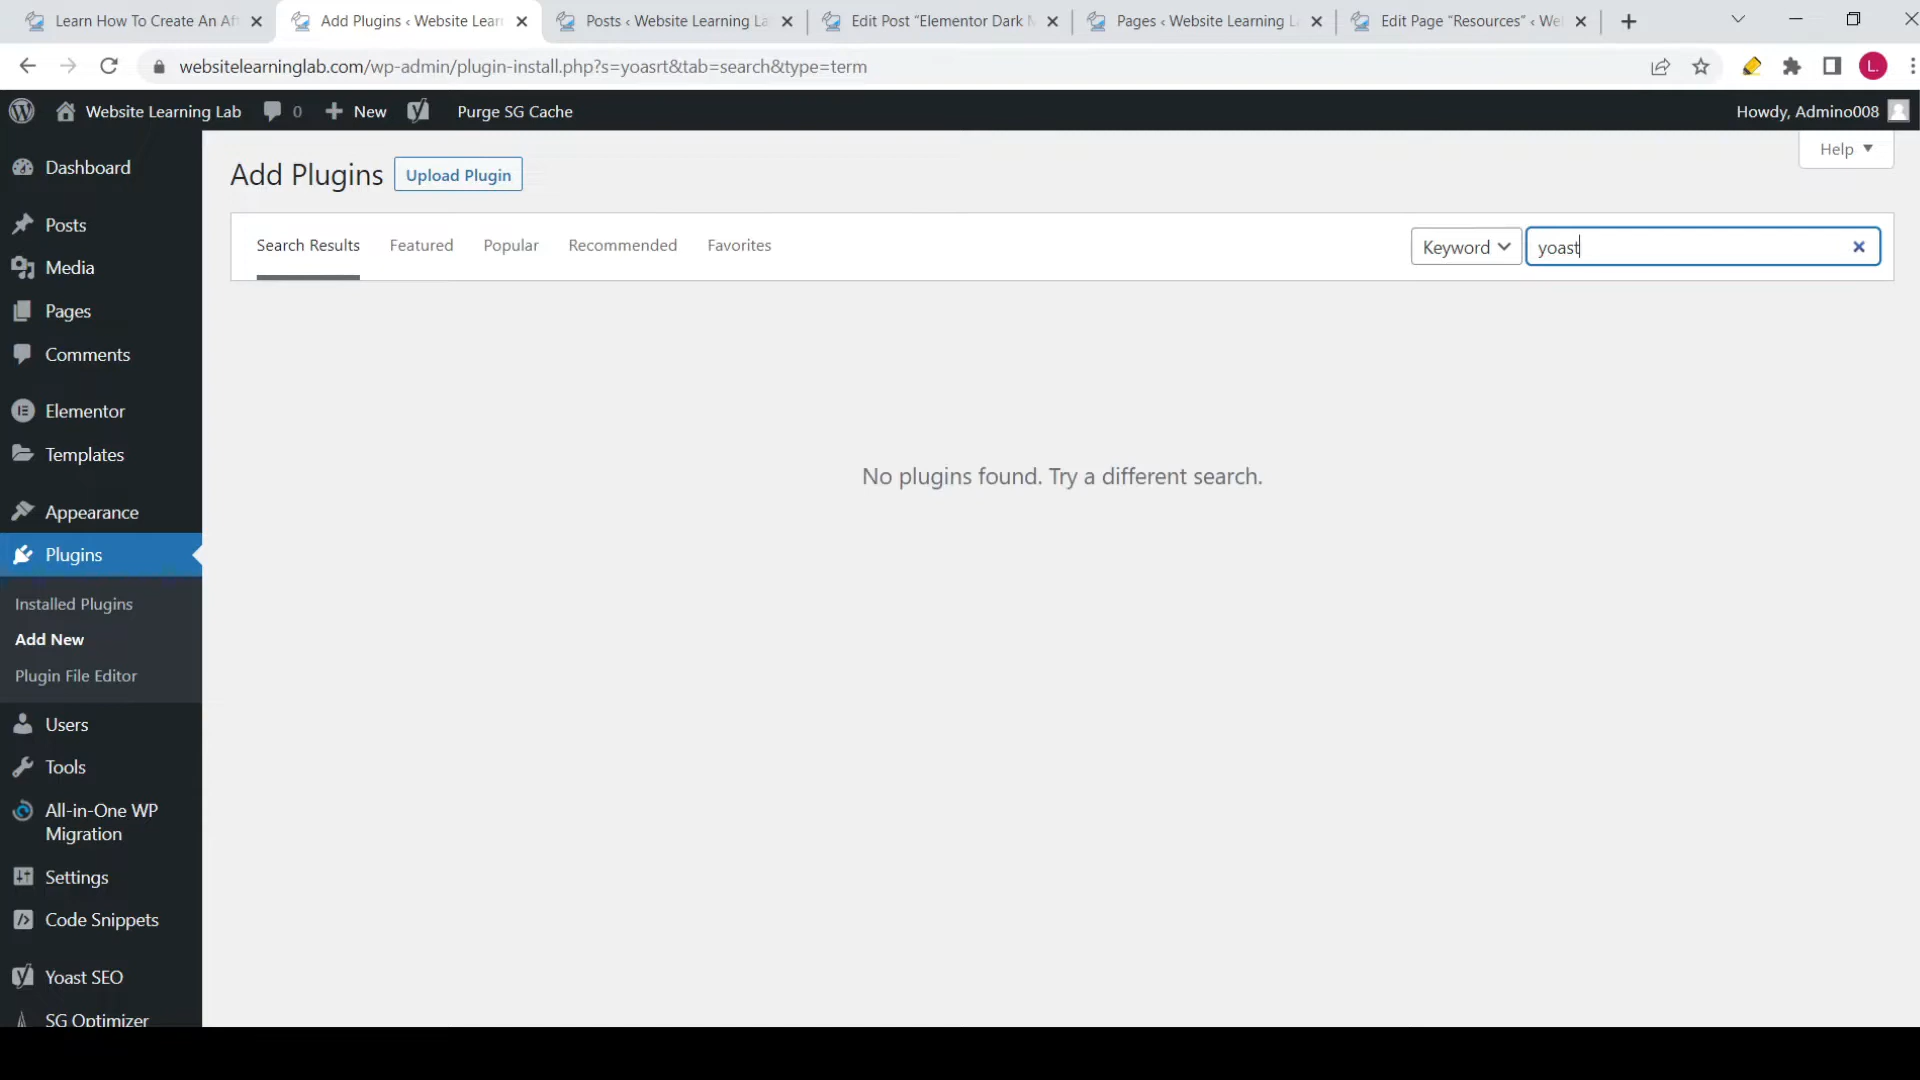 Learn How To Create An Af
Add Plugins ‹ Website Lear
Posts ‹ Website Learning La
Edit Post “Elementor Dark M
Pages ‹ Website Learning L
Edit Page “Resources” ‹ We
websitelearninglab.com/wp-admin/plugin-install.php?s=yoasrt&tab=search&type=term
L.
Website Learning Lab 0 New Purge SG Cache Howdy, Admino008
Help
Dashboard
Posts
Media
Pages
Comments
Elementor
Templates
Appearance
Plugins
Installed Plugins
Add New
Plugin File Editor
Users
Tools
All-in-One WP
Migration
Settings
Code Snippets
Yoast SEO
SG Optimizer
Add Plugins Upload Plugin
Search Results Featured Popular Recommended Favorites Keyword yoast
No plugins found. Try a different search.